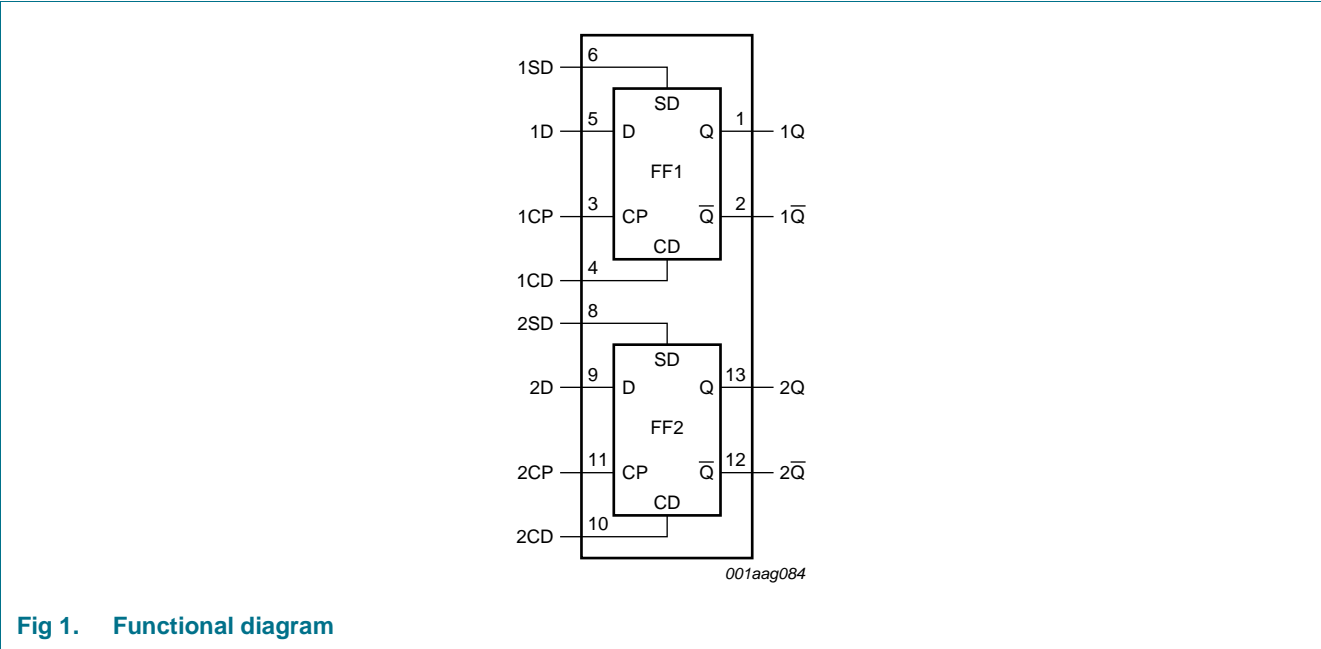 6
1SD
SD
5
1D
D
Q
1
1Q
FF1
3
1CP
CP
Q̅
2
1Q̅
CD
4
1CD
8
2SD
SD
9
2D
D
Q
13
2Q
FF2
11
2CP
CP
Q̅
12
2Q̅
CD
10
2CD
001aag084
Fig 1. Functional diagram